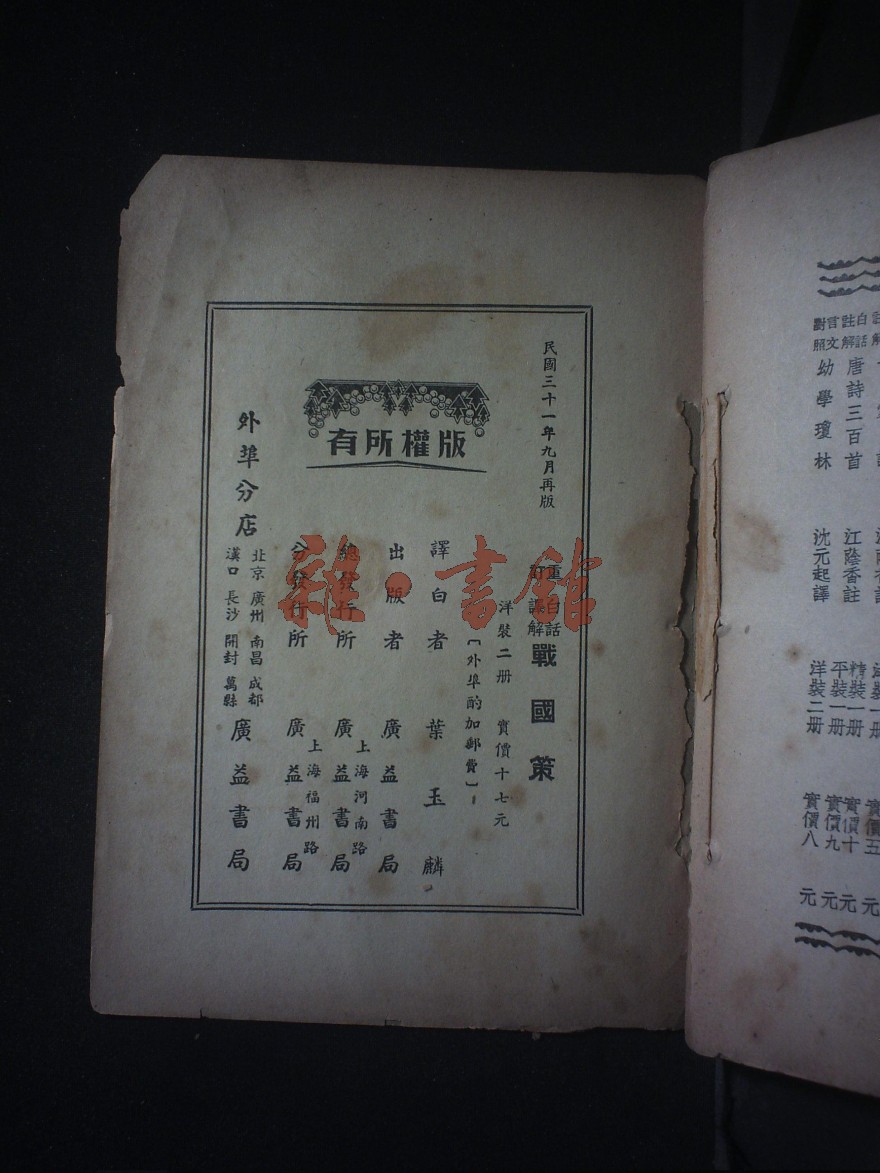 民國三十一年九月再版
版權所有
重訂 白話譯解 戰國策
洋裝二冊 實價十七元
〔外埠酌加郵費〕
譯白者 葉玉麟
出版者 廣益書局
總發行所 上海河南路 廣益書局
分發行所 上海福州路 廣益書局
外埠分店 北京 廣州 南昌 成都 漢口 長沙 開封 萬縣 廣益書局
雜·書館
白話註解 唐詩三百首 江蔭香註 精裝一冊 平裝一冊 實價十元 實價九元
言文對照 幼學瓊林 沈元起譯 洋裝二册 實價八元